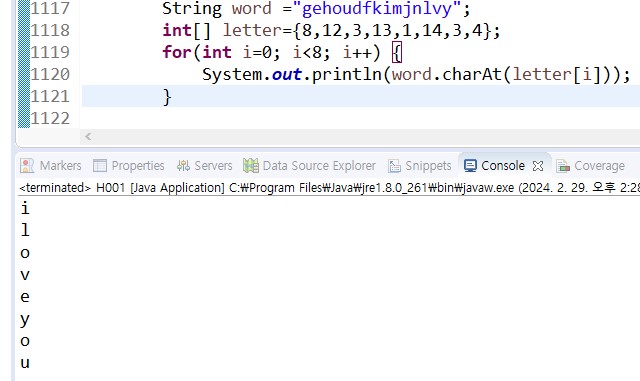 1117 String word ="gehoudfkimjnlvy";
1118 int[] letter={8,12,3,13,1,14,3,4};
1119 for(int i=0; i<8; i++) {
1120 System.out.println(word.charAt(letter[i]));
1121 }
1122
Markers Properties Servers Data Source Explorer Snippets Console Coverage
<terminated> H001 [Java Application] C:₩Program Files₩Java₩jre1.8.0_261₩bin₩javaw.exe (2024. 2. 29. 오후 2:28
i
l
o
v
e
y
o
u